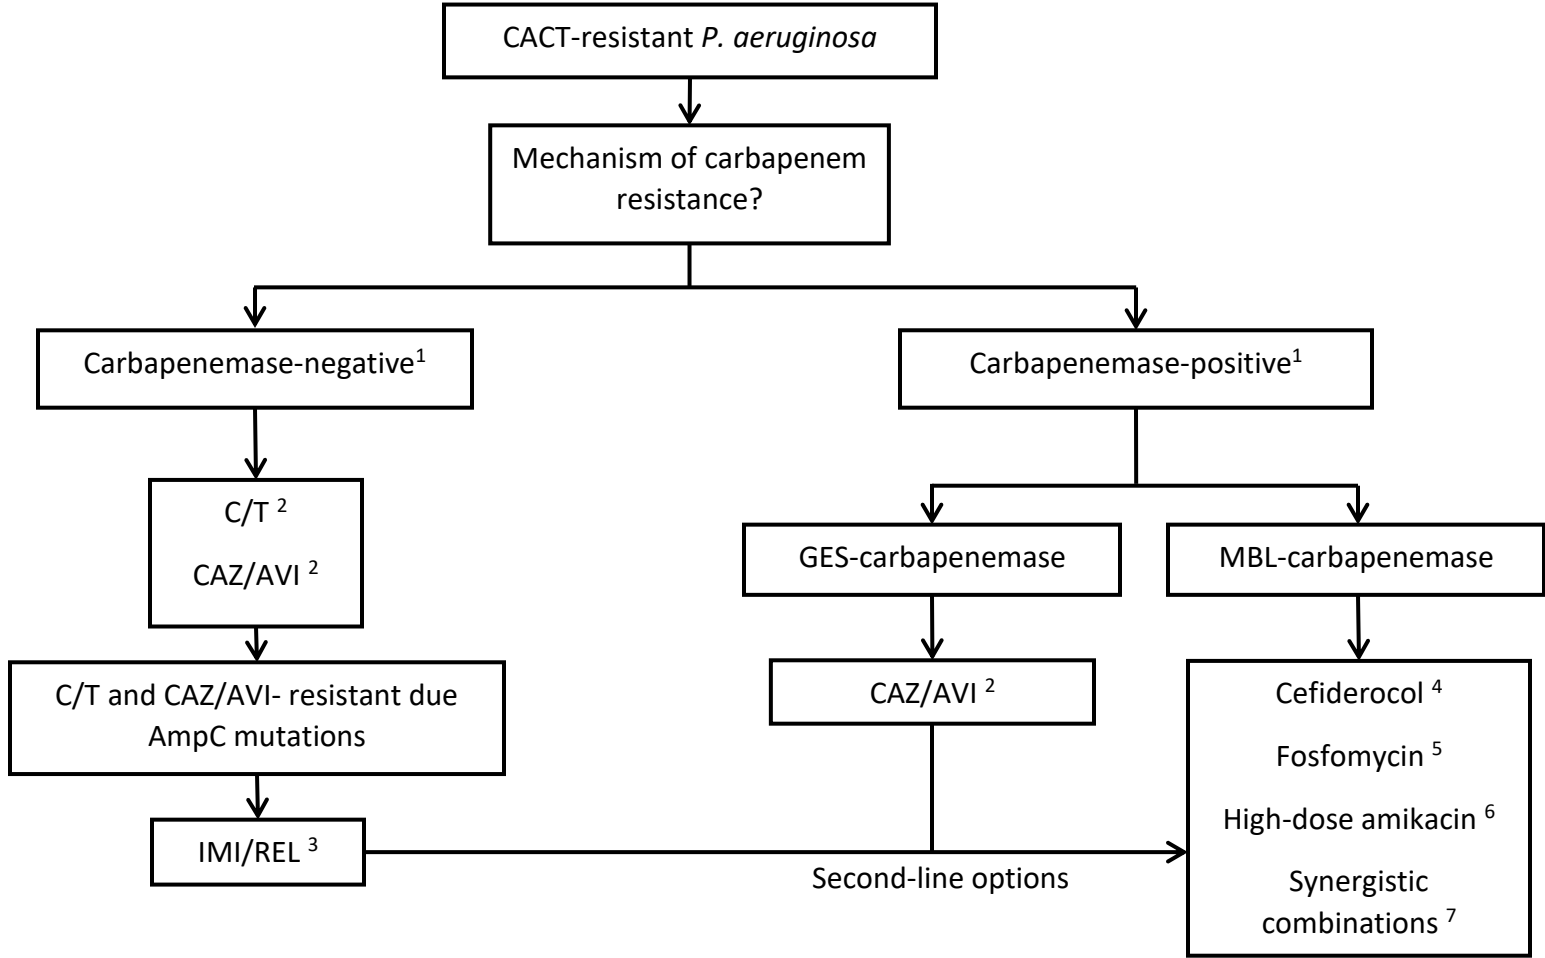 CACT-resistant P. aeruginosa
Mechanism of carbapenem
resistance?
Carbapenemase-negative¹
Carbapenemase-positive¹
C/T ²
CAZ/AVI ²
GES-carbapenemase
MBL-carbapenemase
C/T and CAZ/AVI- resistant due
AmpC mutations
CAZ/AVI ²
Cefiderocol ⁴
Fosfomycin ⁵
High-dose amikacin ⁶
Synergistic
combinations ⁷
IMI/REL ³
Second-line options